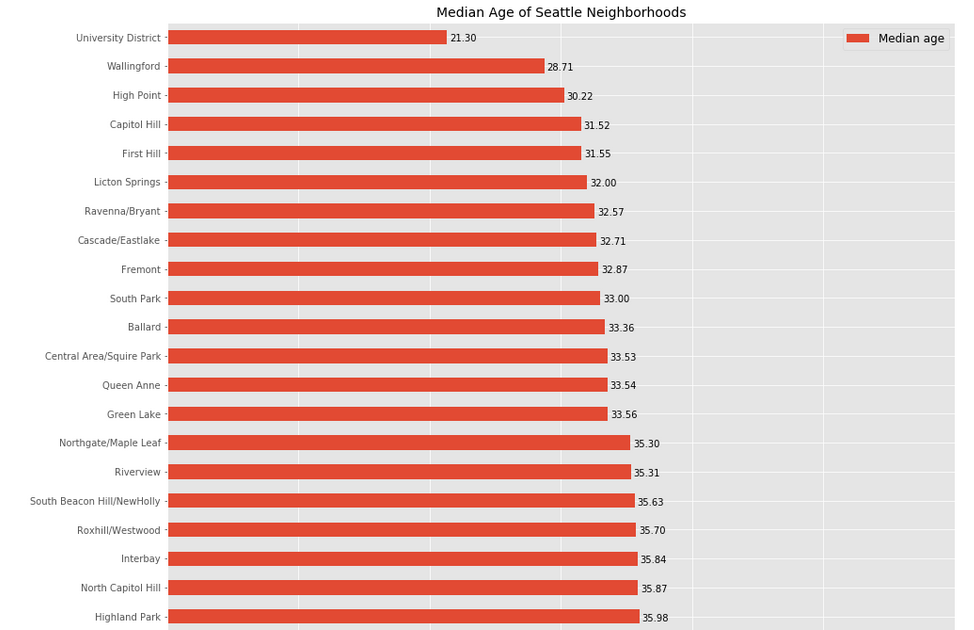 Median Age of Seattle Neighborhoods
Median age
University District 21.30
Wallingford 28.71
High Point 30.22
Capitol Hill 31.52
First Hill 31.55
Licton Springs 32.00
Ravenna/Bryant 32.57
Cascade/Eastlake 32.71
Fremont 32.87
South Park 33.00
Ballard 33.36
Central Area/Squire Park 33.53
Queen Anne 33.54
Green Lake 33.56
Northgate/Maple Leaf 35.30
Riverview 35.31
South Beacon Hill/NewHolly 35.63
Roxhill/Westwood 35.70
Interbay 35.84
North Capitol Hill 35.87
Highland Park 35.98